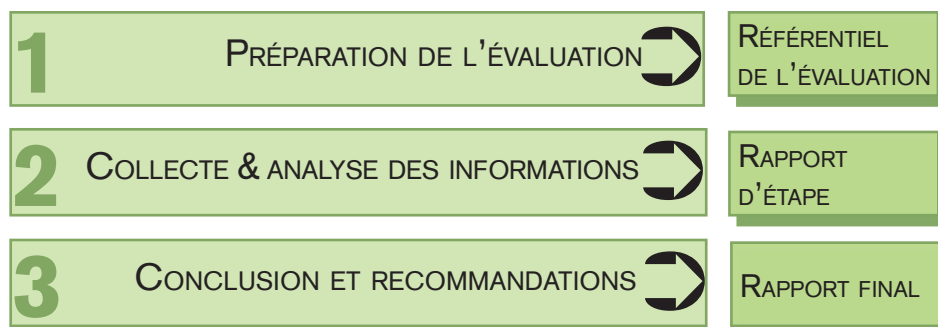 1 Préparation de l'évaluation
Référentiel
de l'évaluation
2 Collecte & analyse des informations
Rapport
d'étape
3 Conclusion et recommandations
Rapport final